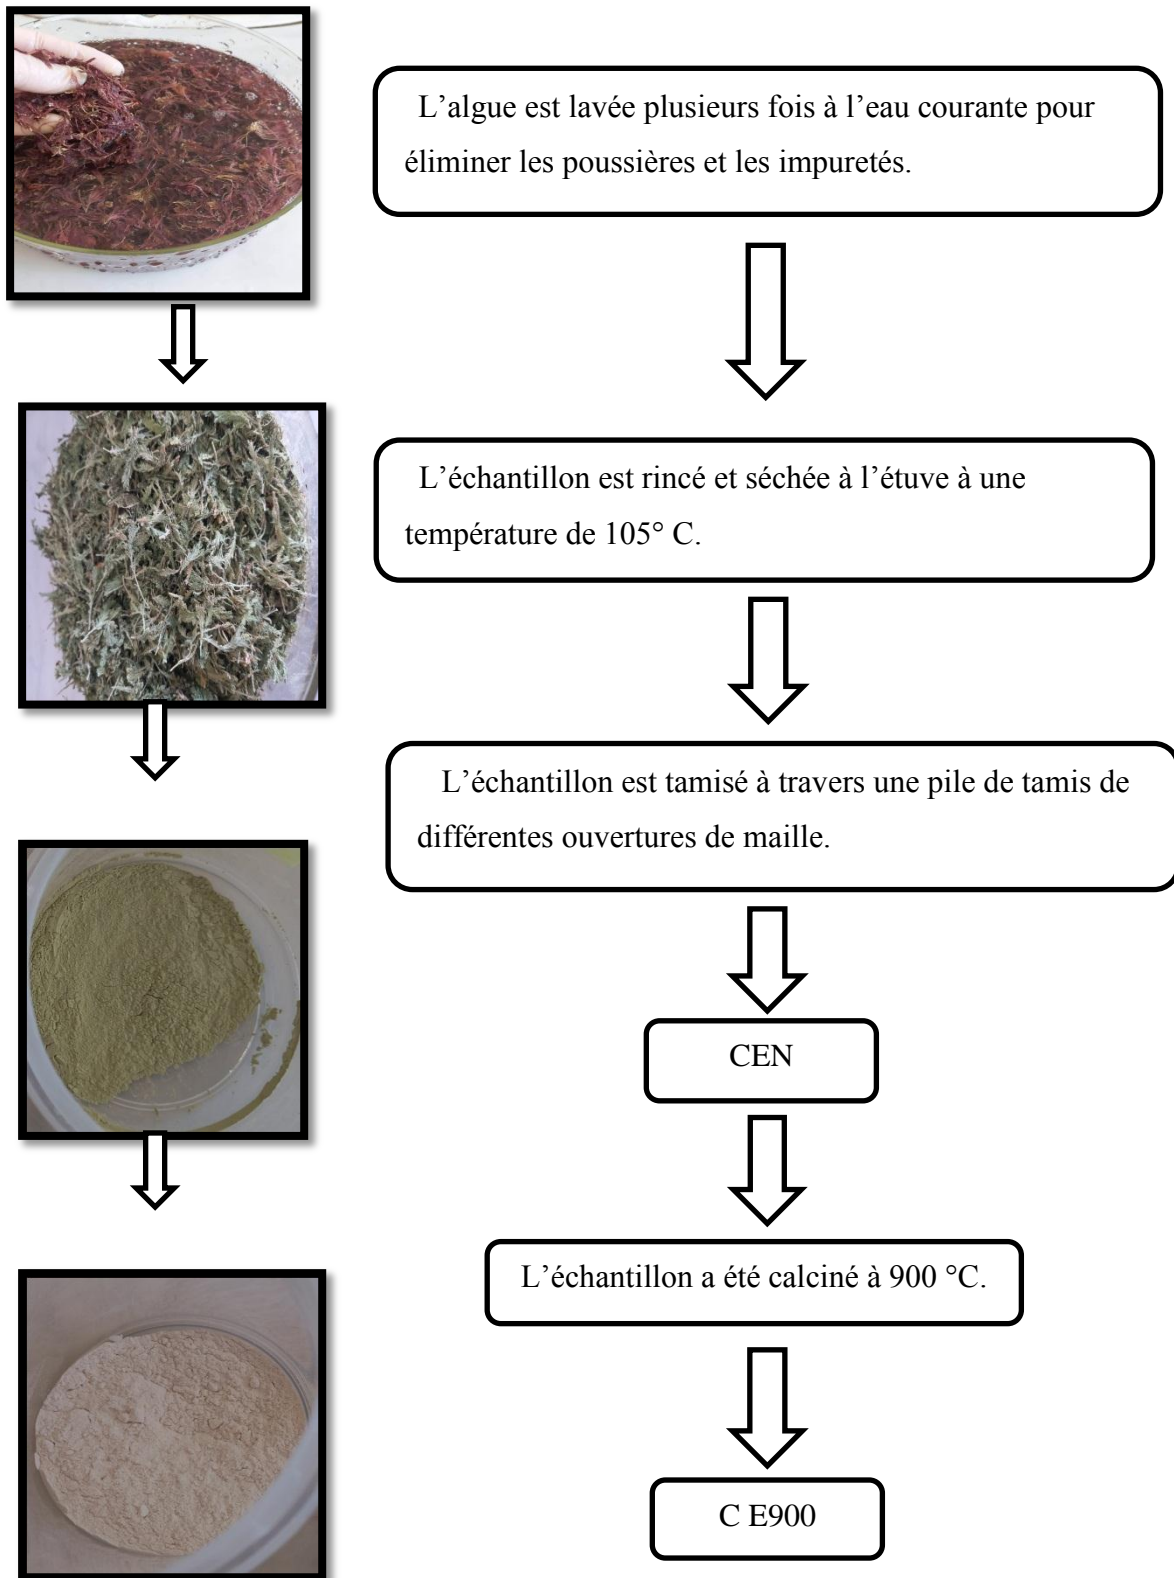 L’algue est lavée plusieurs fois à l’eau courante pour
éliminer les poussières et les impuretés.
L’échantillon est rincé et séchée à l’étuve à une
température de 105° C.
L’échantillon est tamisé à travers une pile de tamis de
différentes ouvertures de maille.
CEN
L’échantillon a été calciné à 900 °C.
C E900